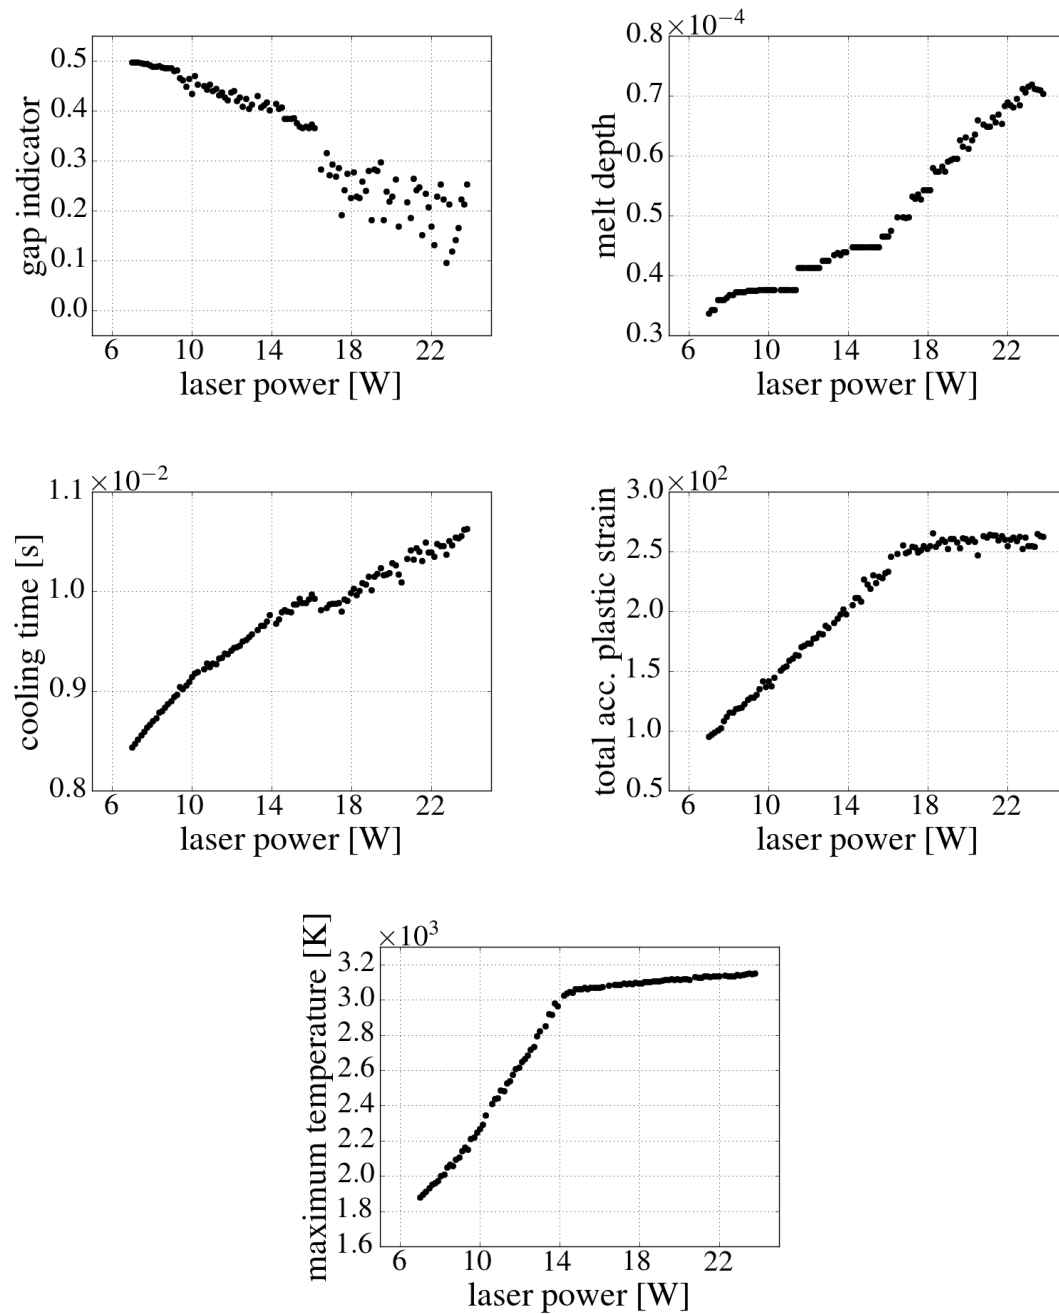 0.5
0.4
0.3
0.2
0.1
0.0
6 10 14 18 22
gap indicator
laser power [W]
0.8 ×10⁻⁴
0.7
0.6
0.5
0.4
0.3
6 10 14 18 22
melt depth
laser power [W]
1.1 ×10⁻²
1.0
0.9
0.8
6 10 14 18 22
cooling time [s]
laser power [W]
3.0 ×10²
2.5
2.0
1.5
1.0
0.5
6 10 14 18 22
total acc. plastic strain
laser power [W]
×10³
3.2
3.0
2.8
2.6
2.4
2.2
2.0
1.8
1.6
6 10 14 18 22
maximum temperature [K]
laser power [W]